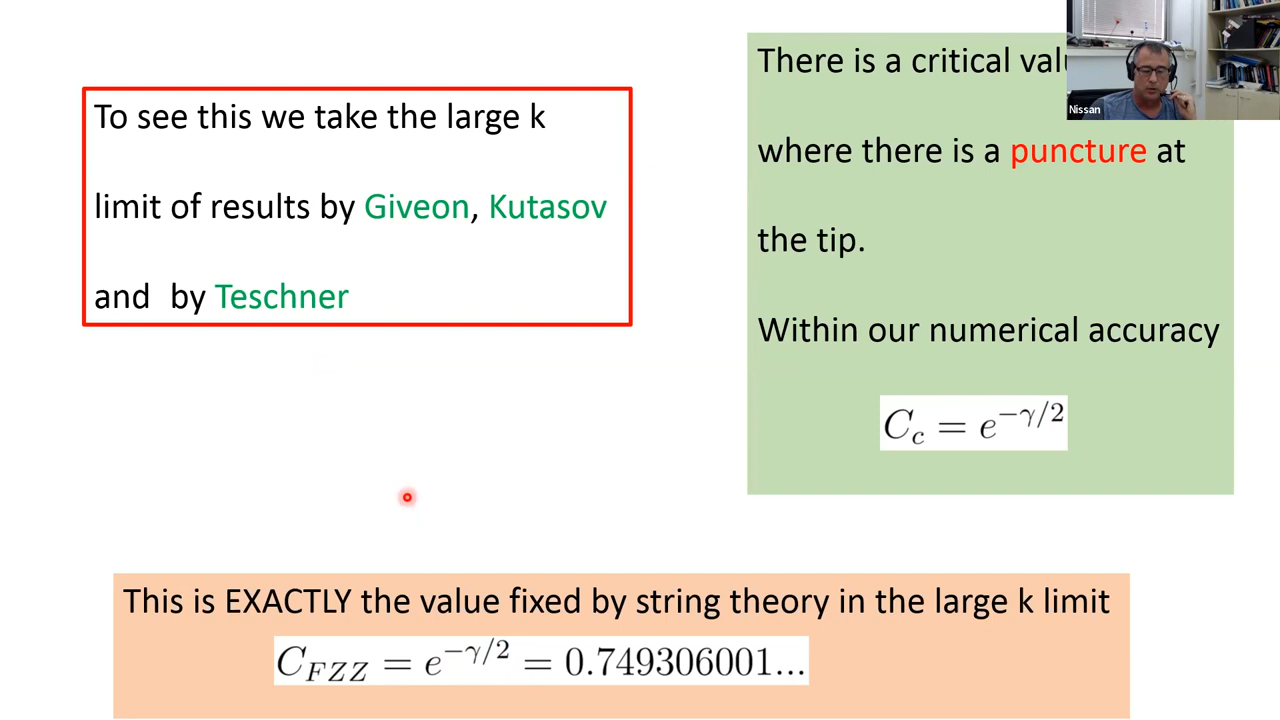 To see this we take the large k
limit of results by Giveon, Kutasov
and by Teschner
There is a critical
where there is a puncture at
the tip.
Within our numerical accuracy
C_c = e^{-γ/2}
This is EXACTLY the value fixed by string theory in the large k limit
C_{FZZ} = e^{-γ/2} = 0.749306001...
Nissan